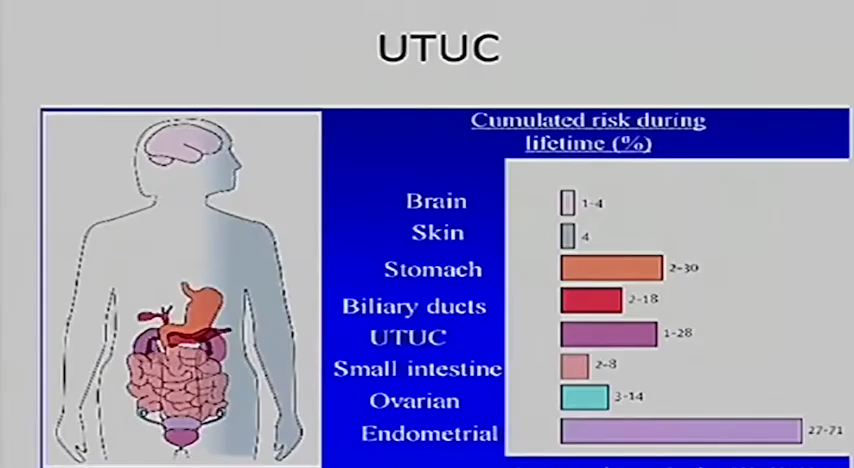 UTUC
Cumulated risk during
lifetime (%)
Brain 1-4
Skin 4
Stomach 2-30
Biliary ducts 2-18
UTUC 1-28
Small intestine 2-8
Ovarian 3-14
Endometrial 27-71